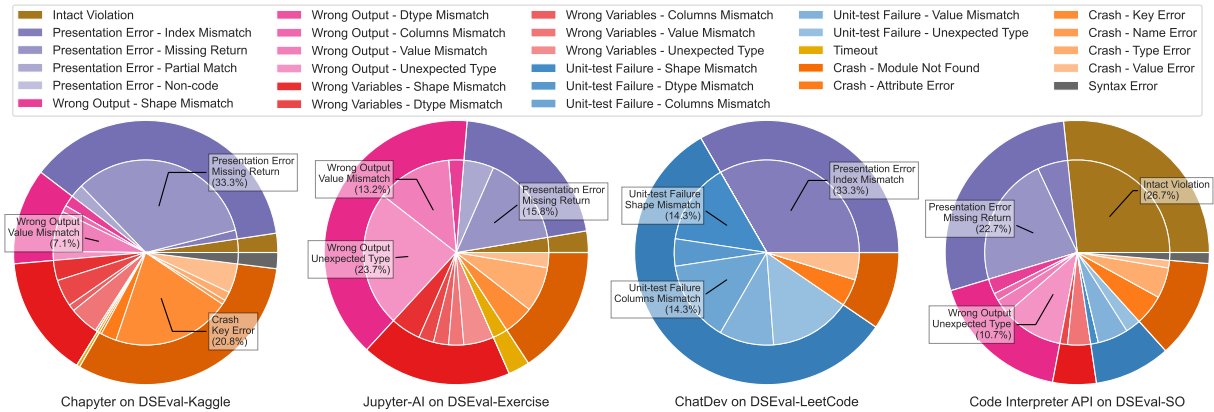 Intact Violation
Presentation Error - Index Mismatch
Presentation Error - Missing Return
Presentation Error - Partial Match
Presentation Error - Non-code
Wrong Output - Shape Mismatch
Wrong Output - Dtype Mismatch
Wrong Output - Columns Mismatch
Wrong Output - Value Mismatch
Wrong Output - Unexpected Type
Wrong Variables - Shape Mismatch
Wrong Variables - Dtype Mismatch
Wrong Variables - Columns Mismatch
Wrong Variables - Value Mismatch
Wrong Variables - Unexpected Type
Unit-test Failure - Shape Mismatch
Unit-test Failure - Dtype Mismatch
Unit-test Failure - Columns Mismatch
Unit-test Failure - Value Mismatch
Unit-test Failure - Unexpected Type
Timeout
Crash - Module Not Found
Crash - Attribute Error
Crash - Key Error
Crash - Name Error
Crash - Type Error
Crash - Value Error
Syntax Error
Presentation Error
Missing Return
(33.3%)
Wrong Output
Value Mismatch
(7.1%)
Crash
Key Error
(20.8%)
Chapyter on DSEval-Kaggle
Wrong Output
Value Mismatch
(13.2%)
Presentation Error
Missing Return
(15.8%)
Wrong Output
Unexpected Type
(23.7%)
Jupyter-AI on DSEval-Exercise
Presentation Error
Index Mismatch
(33.3%)
Unit-test Failure
Shape Mismatch
(14.3%)
Unit-test Failure
Columns Mismatch
(14.3%)
ChatDev on DSEval-LeetCode
Intact Violation
(26.7%)
Presentation Error
Missing Return
(22.7%)
Wrong Output
Unexpected Type
(10.7%)
Code Interpreter API on DSEval-SO